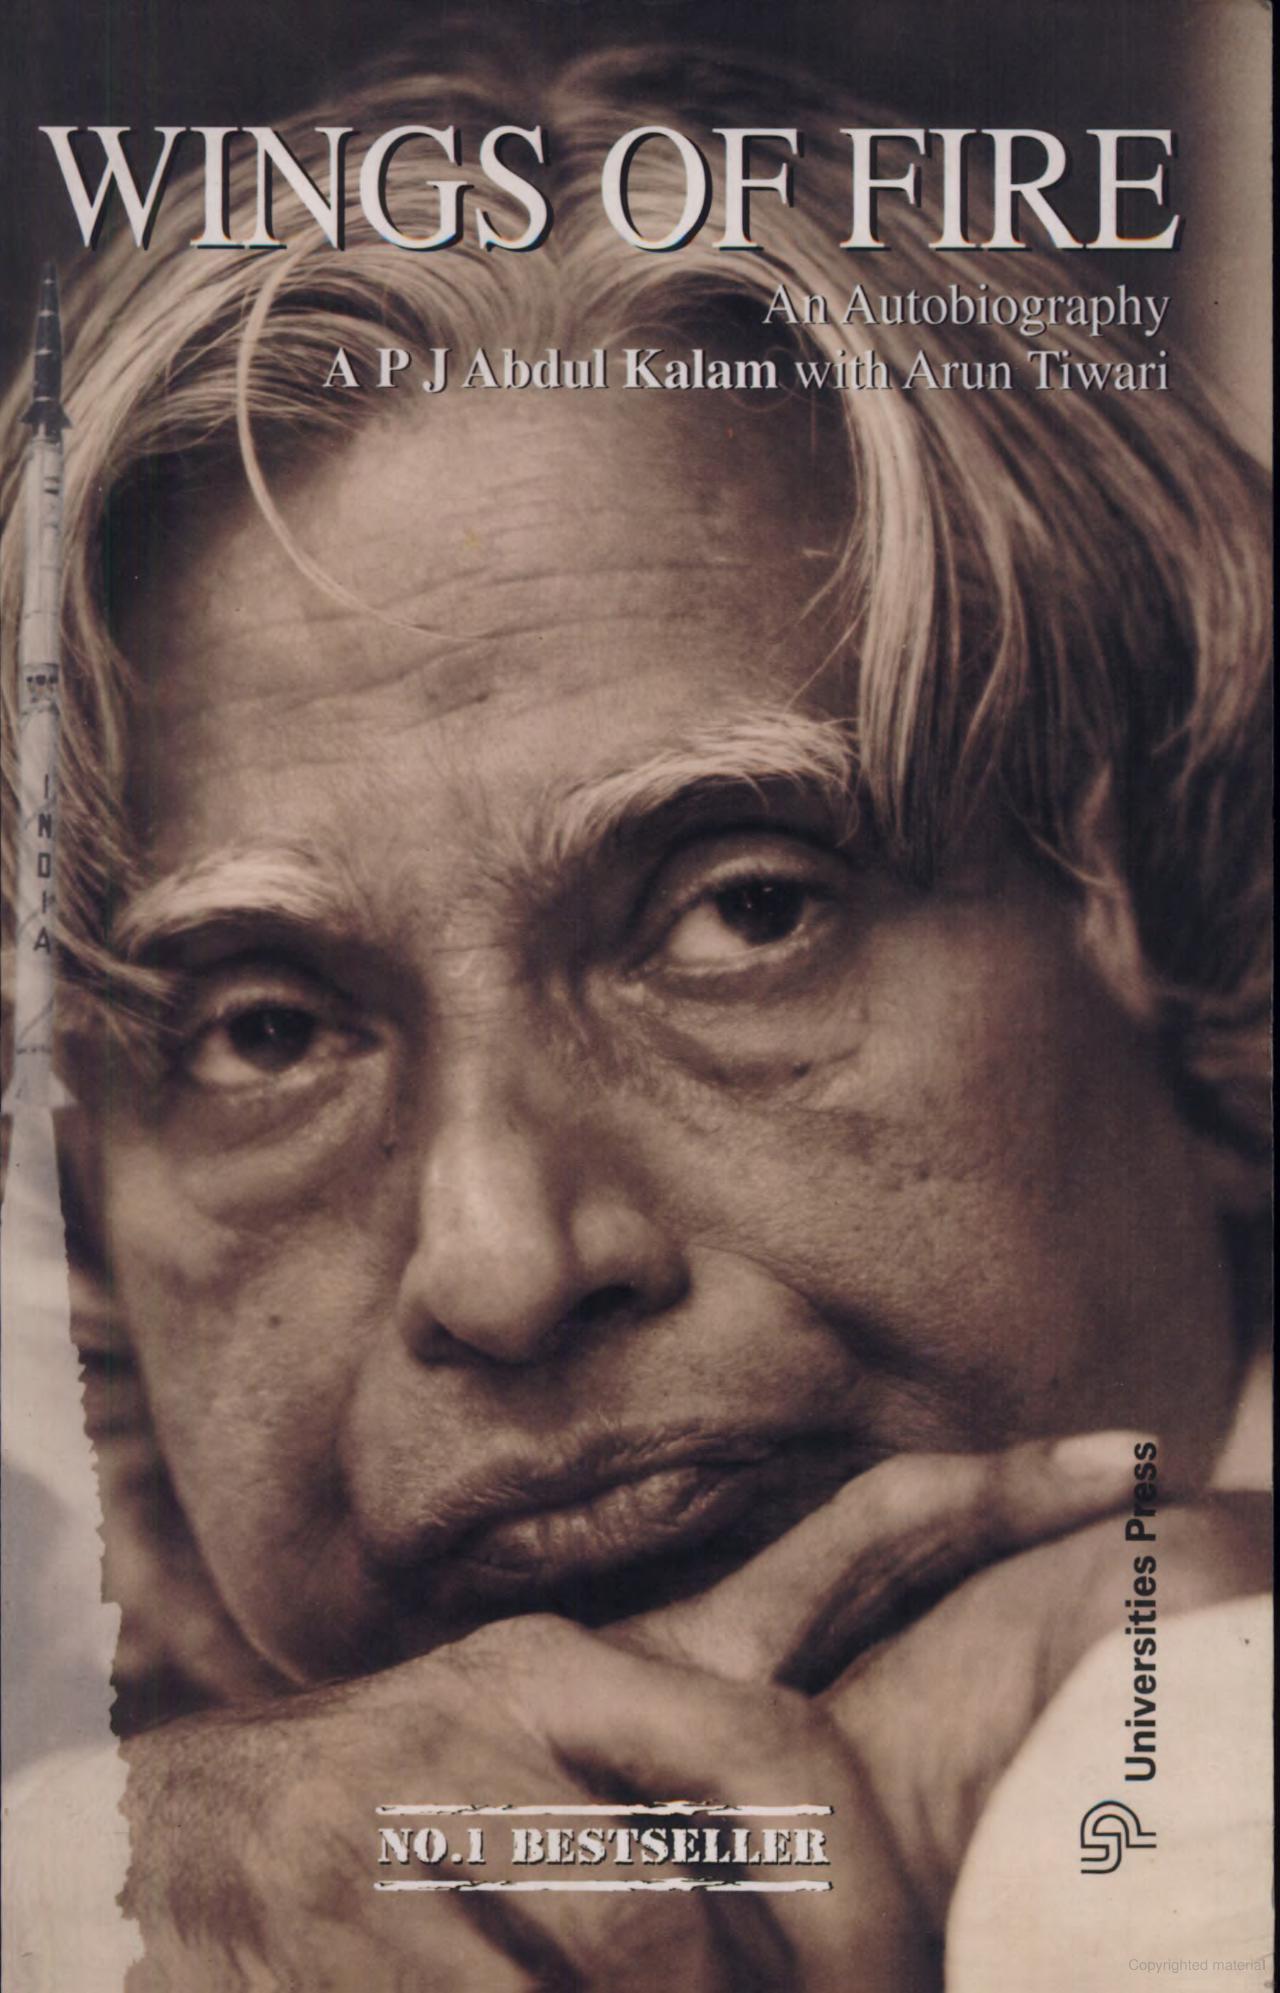 WINGS OF FIRE
An Autobiography
A P J Abdul Kalam with Arun Tiwari
INDIA
Universities Press
NO.1 BESTSELLER
Copyrighted material